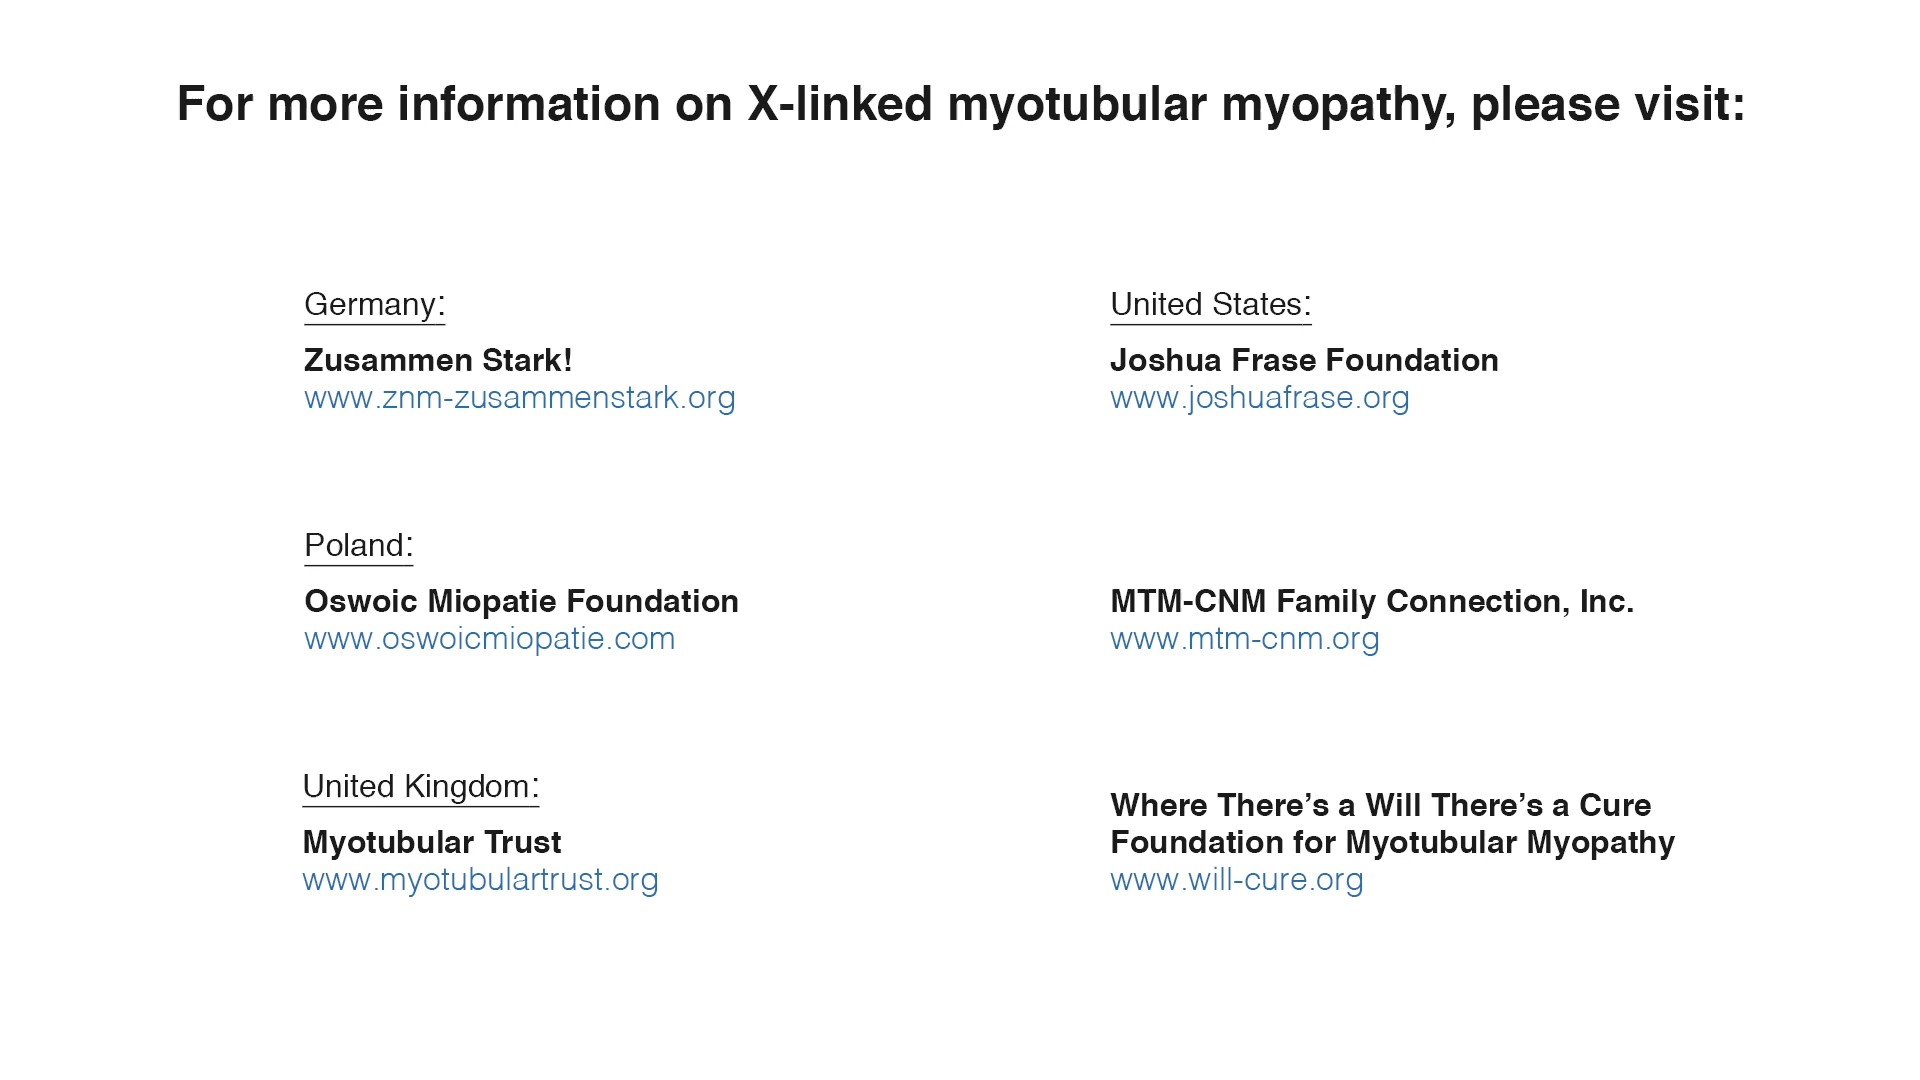 For more information on X-linked myotubular myopathy, please visit:
Germany:
Zusammen Stark!
www.znm-zusammenstark.org
Poland:
Oswoic Miopatie Foundation
www.oswoicmiopatie.com
United Kingdom:
Myotubular Trust
www.myotubulartrust.org
United States:
Joshua Frase Foundation
www.joshuafrase.org
MTM-CNM Family Connection, Inc.
www.mtm-cnm.org
Where There’s a Will There’s a Cure
Foundation for Myotubular Myopathy
www.will-cure.org